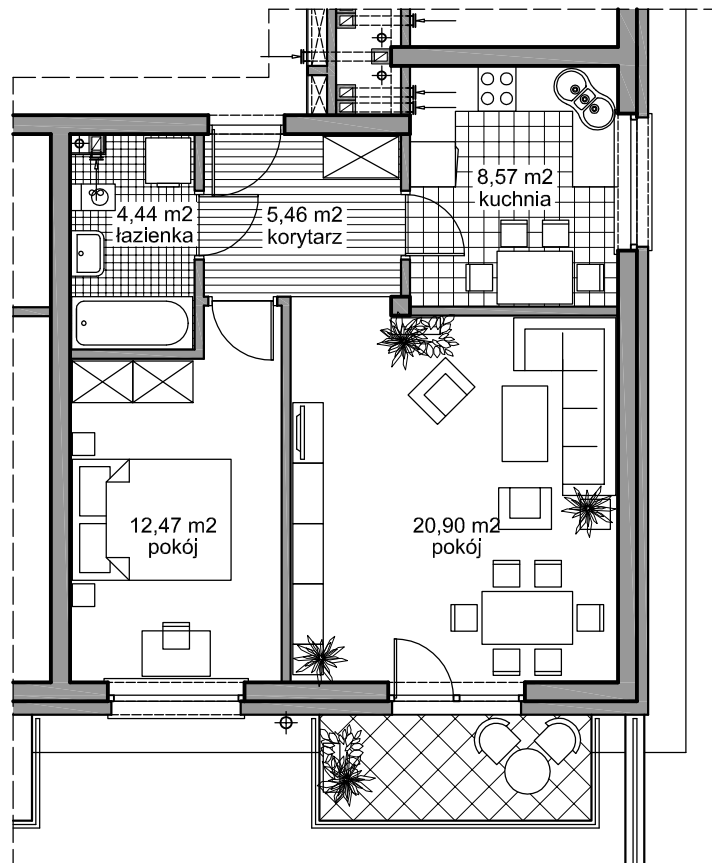 8,57 m2
kuchnia
4,44 m2
łazienka
5,46 m2
korytarz
12,47 m2
pokój
20,90 m2
pokój